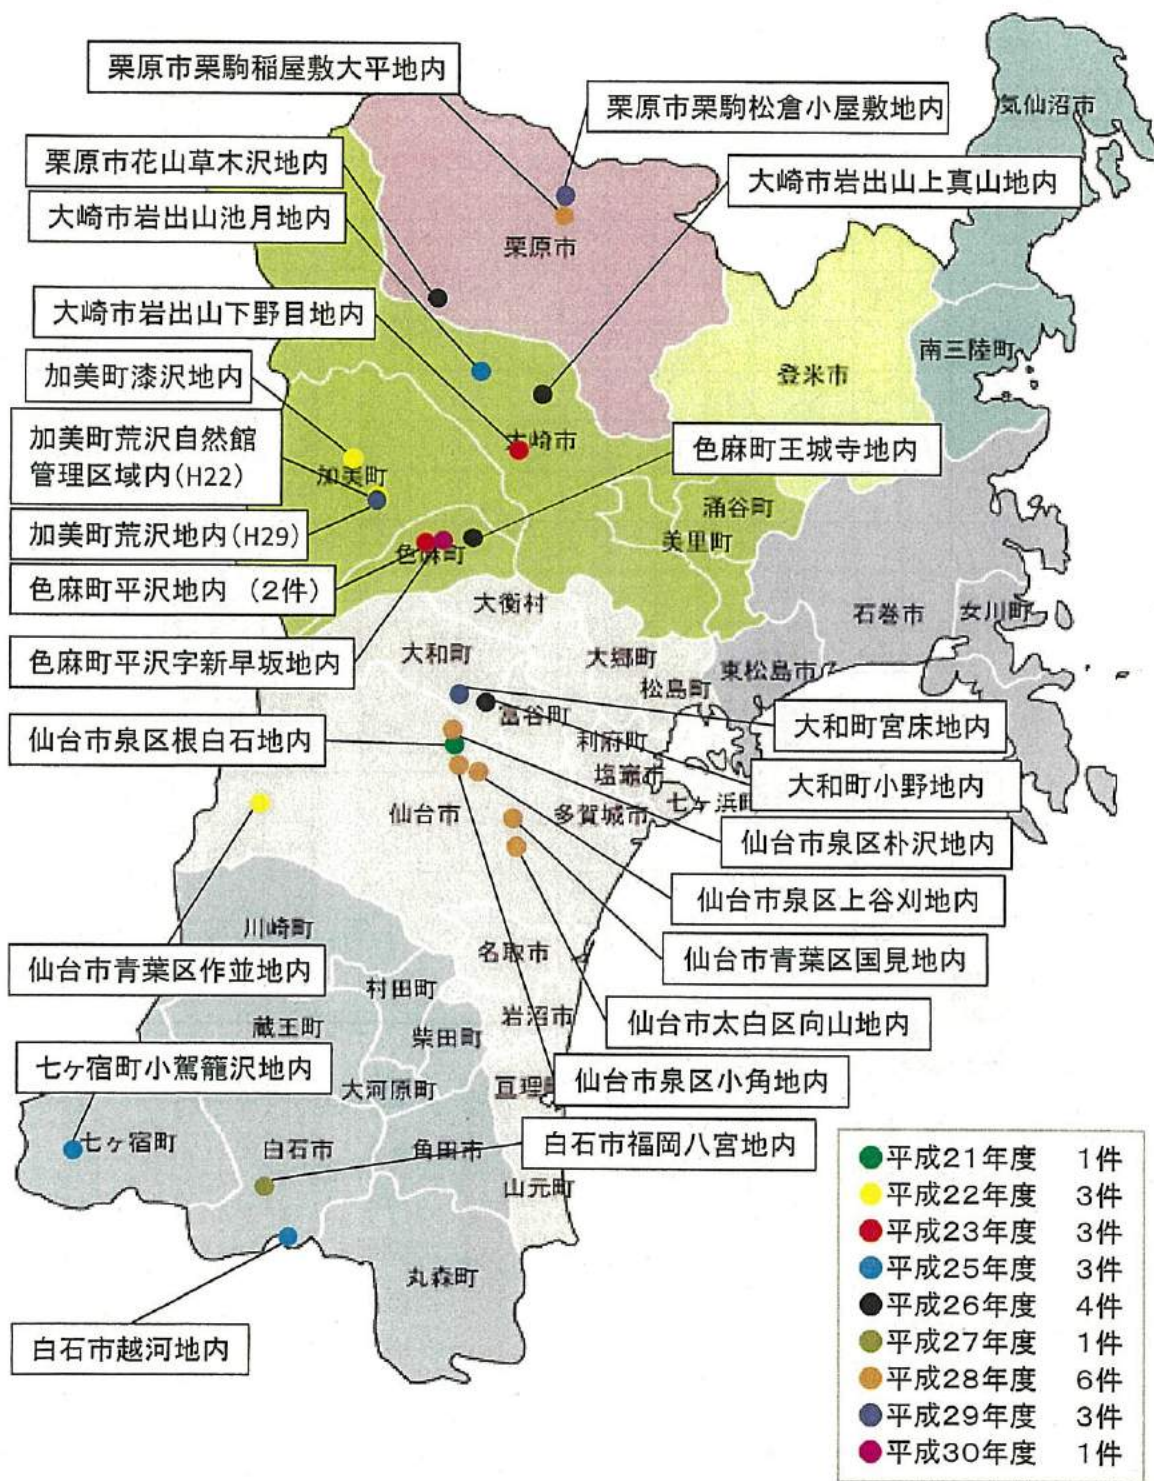 栗原市栗駒稲屋敷大平地内
栗原市栗駒松倉小屋敷地内
気仙沼市
栗原市花山草木沢地内
大崎市岩出山上真山地内
大崎市岩出山池月地内
栗原市
大崎市岩出山下野目地内
南三陸町
登米市
加美町漆沢地内
大崎市
加美町荒沢自然館
管理区域内(H22)
色麻町王城寺地内
加美町
涌谷町
加美町荒沢地内(H29)
美里町
色麻町
色麻町平沢地内 (2件)
大衡村
石巻市
女川町
色麻町平沢字新早坂地内
大和町
大郷町
東松島市
松島町
富谷町
大和町宮床地内
仙台市泉区根白石地内
利府町
塩竈市
大和町小野地内
七ヶ浜町
仙台市
多賀城市
仙台市泉区朴沢地内
仙台市泉区上谷刈地内
川崎町
名取市
仙台市青葉区国見地内
仙台市青葉区作並地内
村田町
岩沼市
仙台市太白区向山地内
蔵王町
柴田町
七ヶ宿町小駕籠沢地内
大河原町
亘理町
仙台市泉区小角地内
七ヶ宿町
白石市
角田市
白石市福岡八宮地内
山元町
丸森町
白石市越河地内
平成21年度 1件
平成22年度 3件
平成23年度 3件
平成25年度 3件
平成26年度 4件
平成27年度 1件
平成28年度 6件
平成29年度 3件
平成30年度 1件